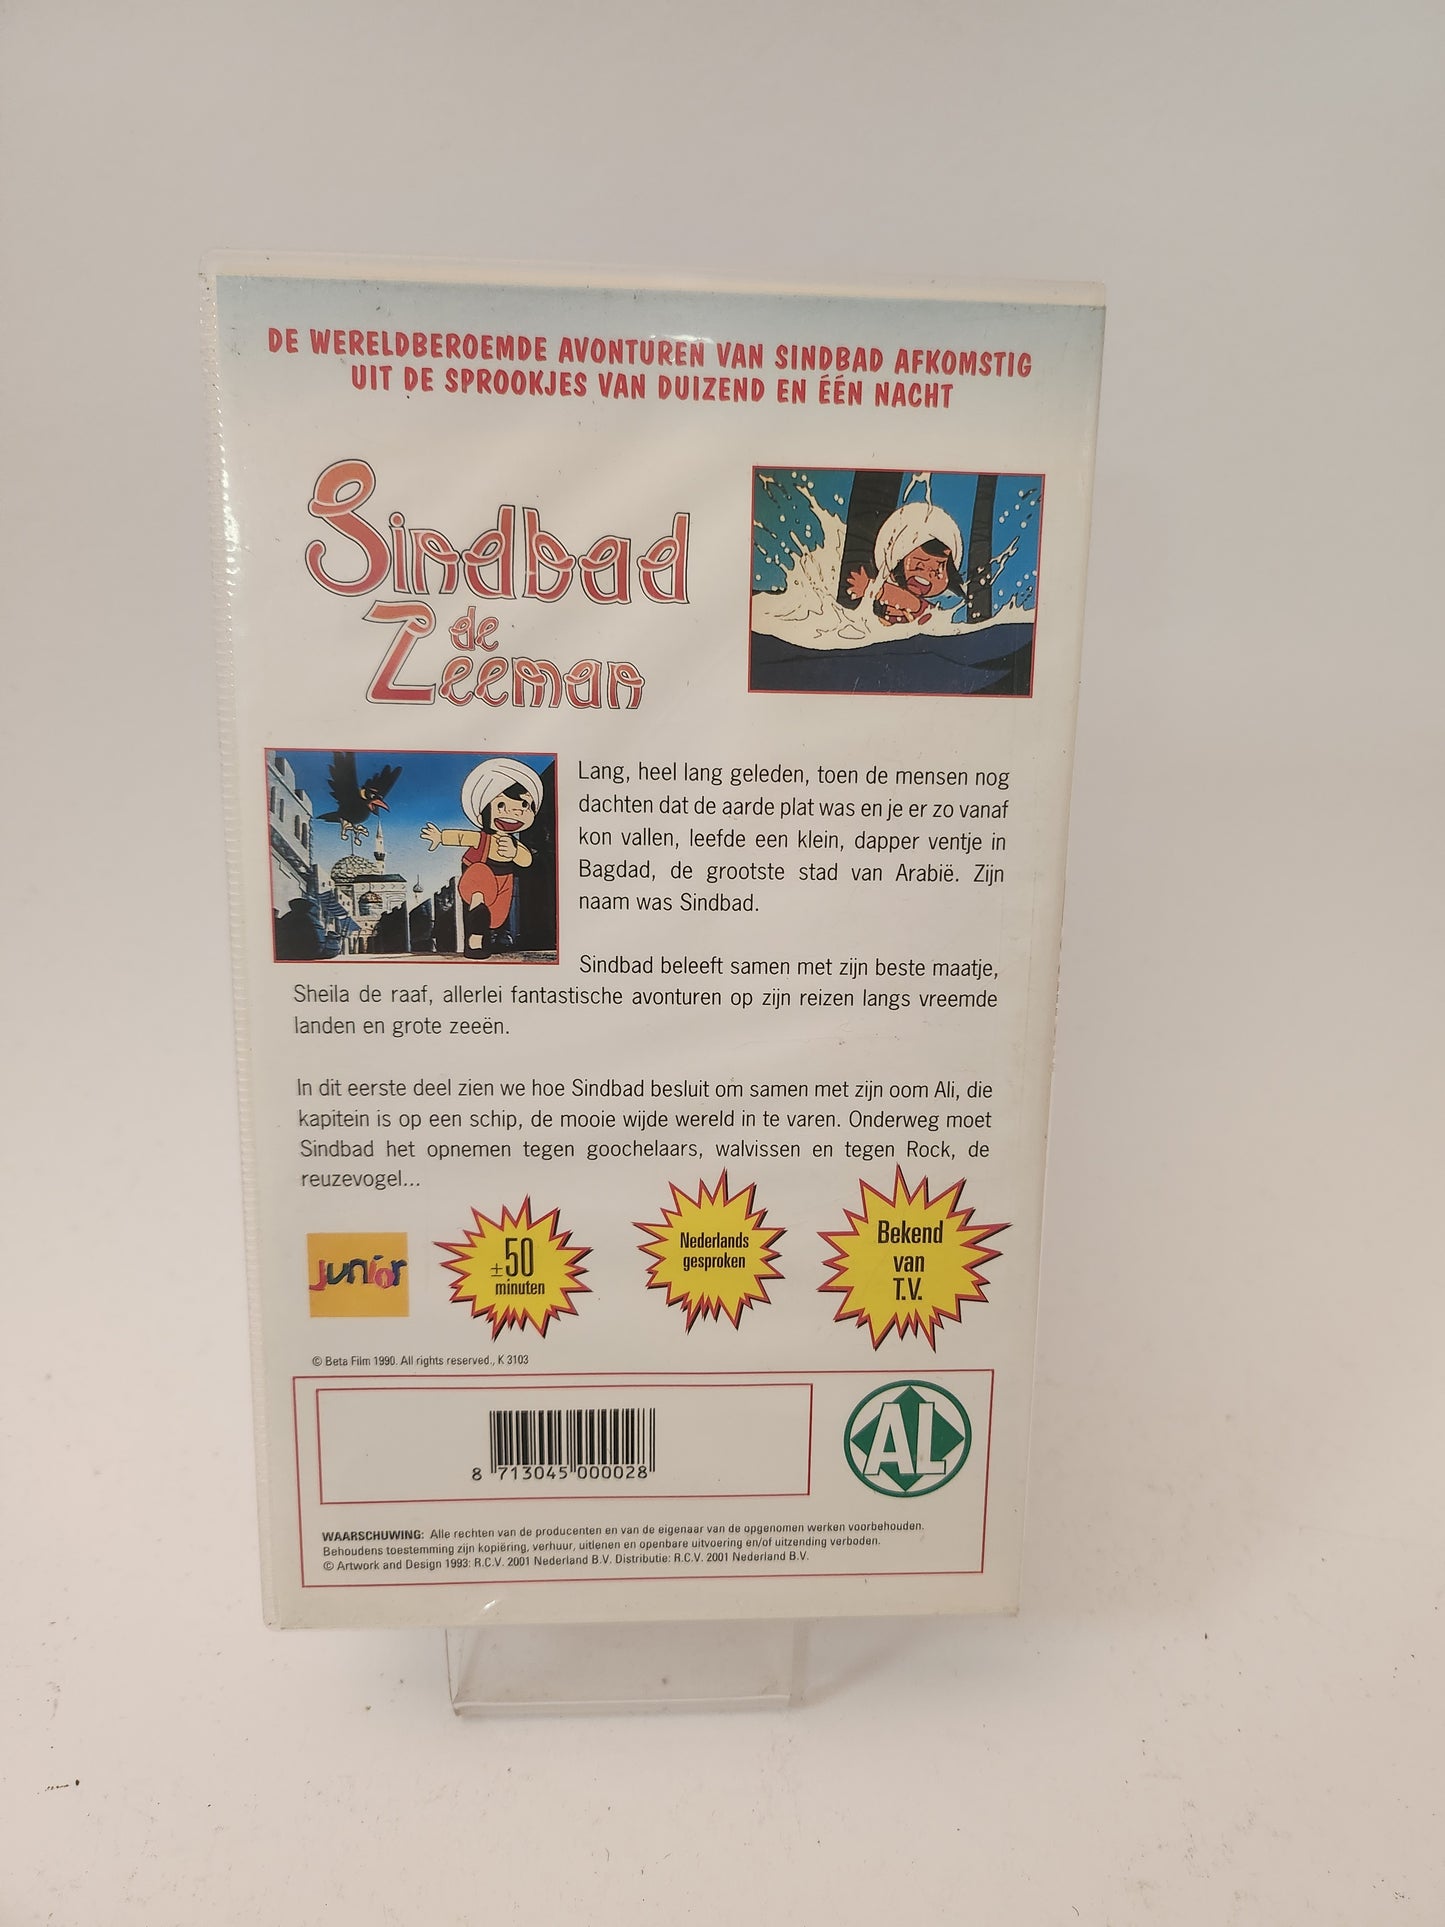 DE WERELDBEROEMDE AVONTUREN VAN SINDBAD AFKOMSTIG
UIT DE SPROOKJES VAN DUIZEND EN ÉÉN NACHT
Sindbad
de
Zeeman
Lang, heel lang geleden, toen de mensen nog
dachten dat de aarde plat was en je er zo vanaf
kon vallen, leefde een klein, dapper ventje in
Bagdad, de grootste stad van Arabië. Zijn
naam was Sindbad.
Sindbad beleeft samen met zijn beste maatje,
Sheila de raaf, allerlei fantastische avonturen op zijn reizen langs vreemde
landen en grote zeeën.
In dit eerste deel zien we hoe Sindbad besluit om samen met zijn oom Ali, die
kapitein is op een schip, de mooie wijde wereld in te varen. Onderweg moet
Sindbad het opnemen tegen goochelaars, walvissen en tegen Rock, de
reuzevogel...
junior
±50
minuten
Nederlands
gesproken
Bekend
van
T.V.
© Beta Film 1990. All rights reserved., K 3103
8 713045 000028
AL
WAARSCHUWING: Alle rechten van de producenten en van de eigenaar van de opgenomen werken voorbehouden.
Behoudens toestemming zijn kopiëring, verhuur, uitlenen en openbare uitvoering en/of uitzending verboden.
© Artwork and Design 1993: R.C.V. 2001 Nederland B.V. Distributie: R.C.V. 2001 Nederland B.V.